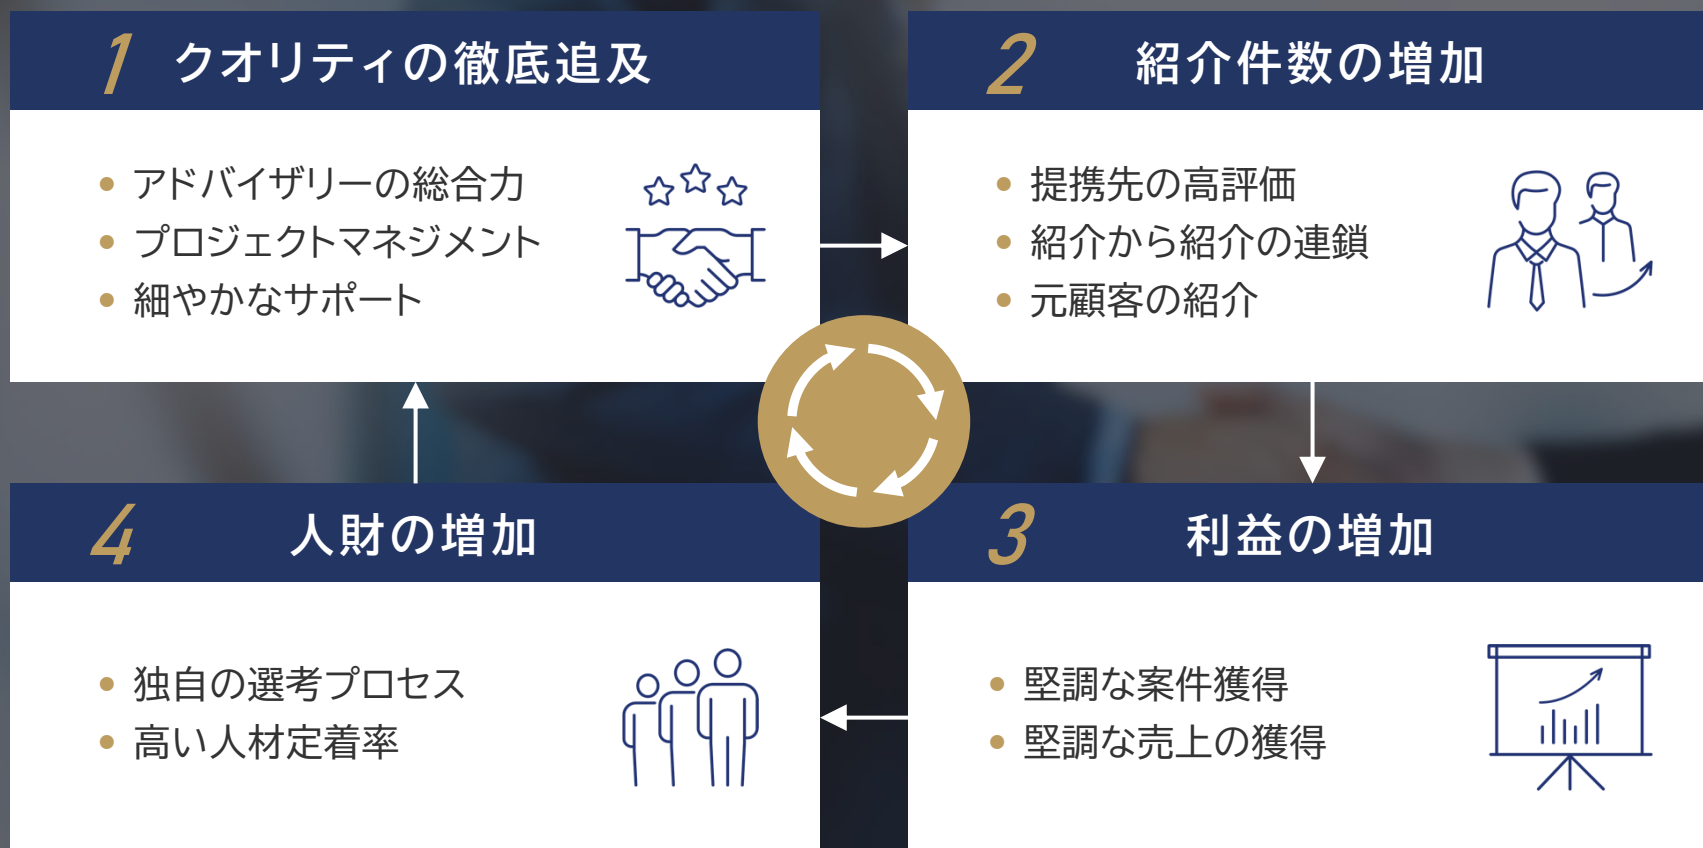 1 クオリティの徹底追及
• アドバイザリーの総合力
• プロジェクトマネジメント
• 細やかなサポート
2 紹介件数の増加
• 提携先の高評価
• 紹介から紹介の連鎖
• 元顧客の紹介
3 利益の増加
• 堅調な案件獲得
• 堅調な売上の獲得
4 人財の増加
• 独自の選考プロセス
• 高い人材定着率